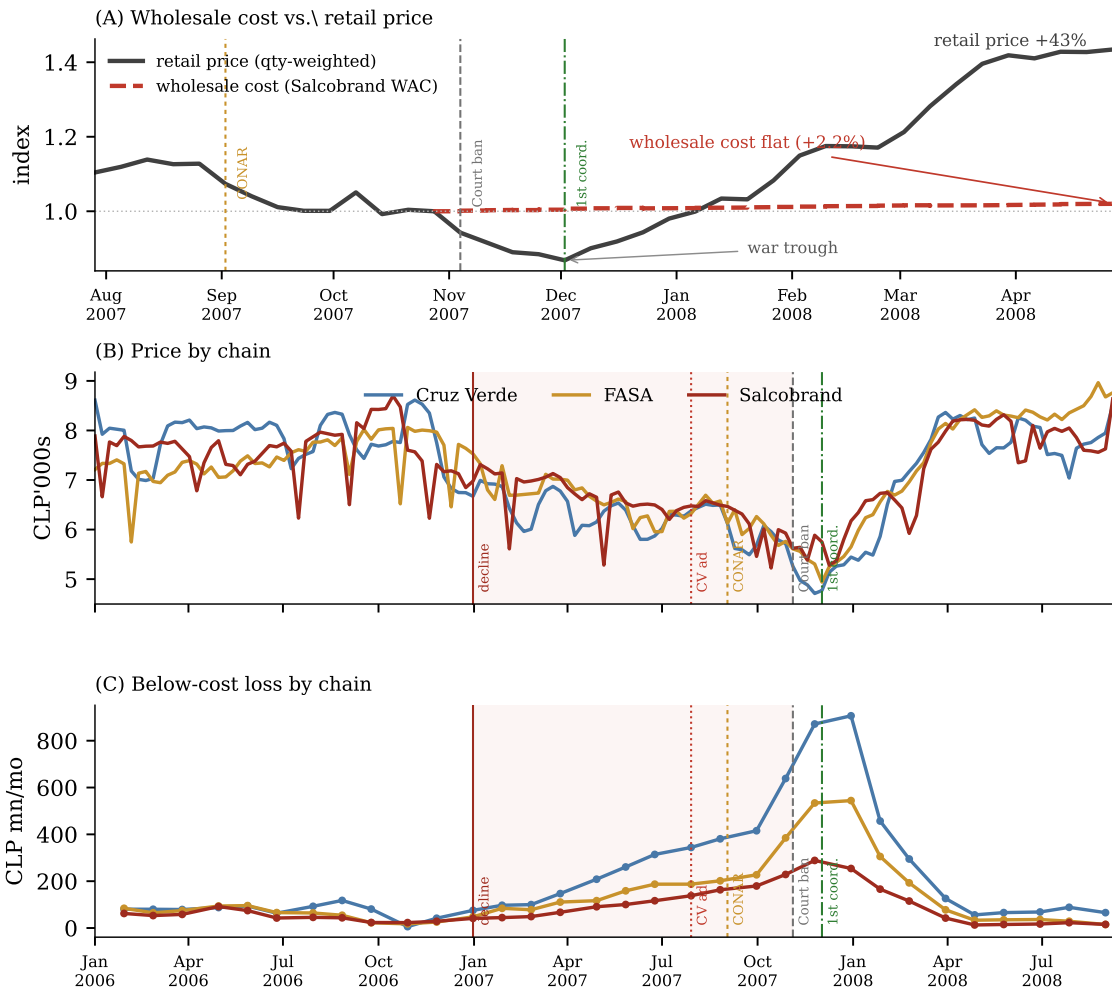 (A) Wholesale cost vs.\ retail price
retail price +43%
retail price (qty-weighted)
wholesale cost (Salcobrand WAC)
wholesale cost flat (+2.2%)
CONAR
Court ban
1st coord.
war trough
index
1.4
1.2
1.0
Aug Sep Oct Nov Dec Jan Feb Mar Apr
2007 2007 2007 2007 2007 2008 2008 2008 2008
(B) Price by chain
Cruz Verde FASA Salcobrand
CLP'000s
9
8
7
6
5
decline
CV ad
CONAR
Court ban
1st coord.
(C) Below-cost loss by chain
CLP mn/mo
800
600
400
200
0
decline
CV ad
CONAR
Court ban
1st coord.
Jan Apr Jul Oct Jan Apr Jul Oct Jan Apr Jul
2006 2006 2006 2006 2007 2007 2007 2007 2008 2008 2008